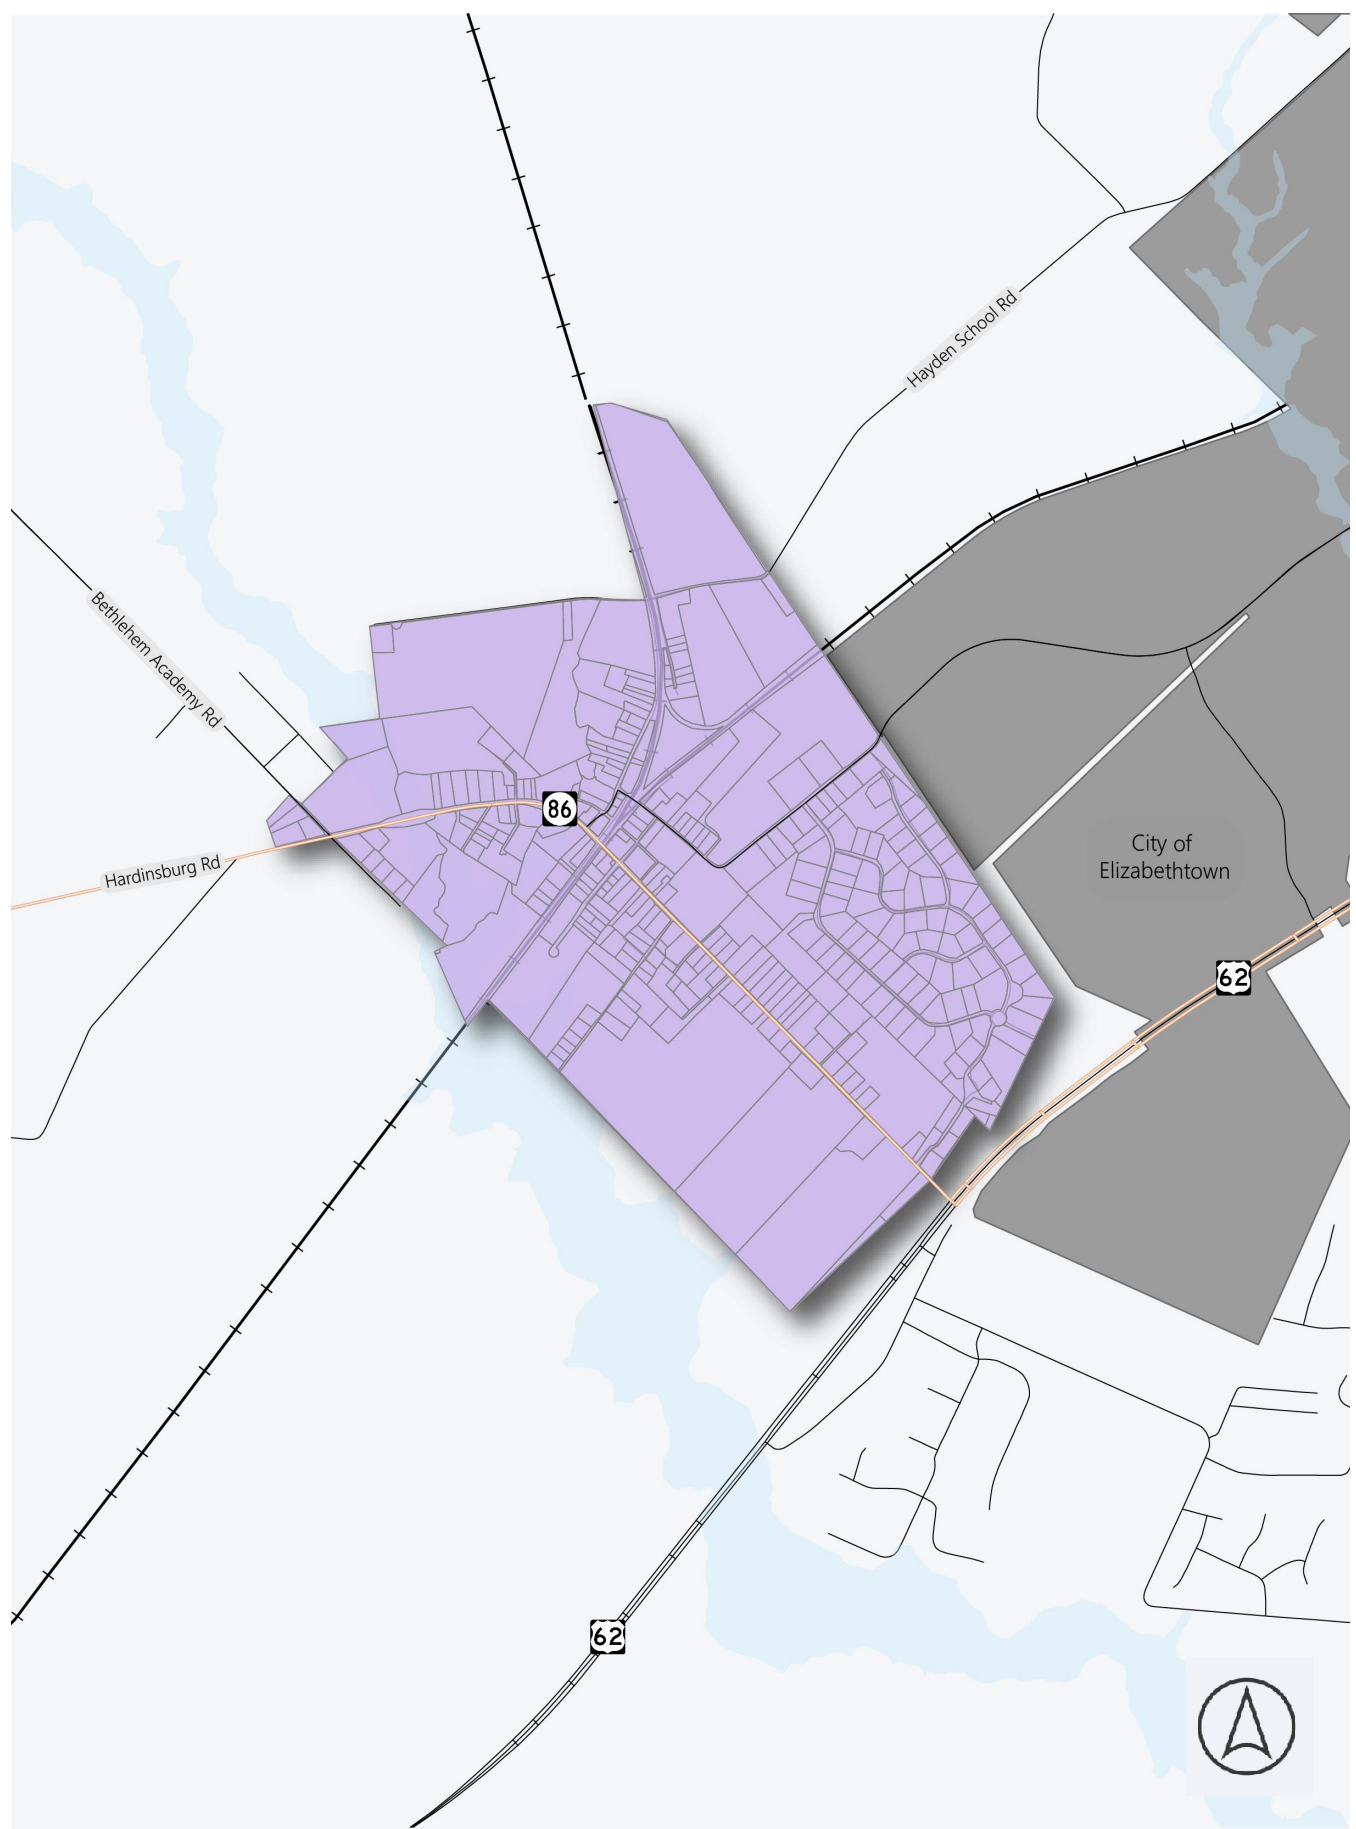 Hayden School Rd
Bethlehem Academy Rd
86
City of
Elizabethtown
Hardinsburg Rd
62
62